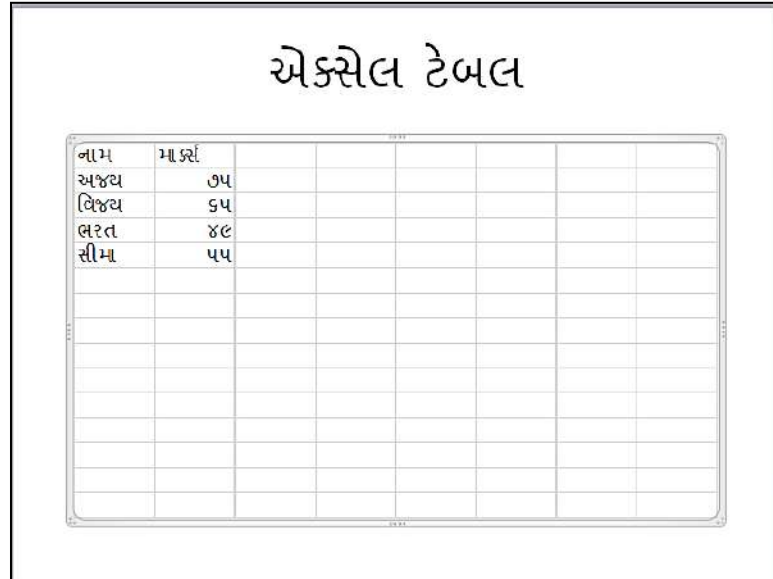 એક્સેલ ટેબલ
નામ માર્ક્સ
અજય ૭૫
વિજય ૬૫
ભરત ૪૯
સીમા ૫૫